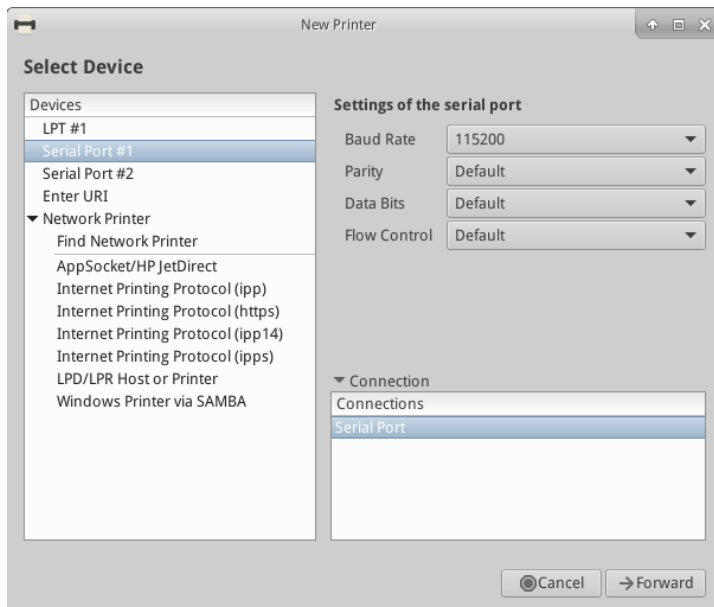 New Printer
Select Device
Devices
LPT #1
Serial Port #1
Serial Port #2
Enter URI
Network Printer
Find Network Printer
AppSocket/HP JetDirect
Internet Printing Protocol (ipp)
Internet Printing Protocol (https)
Internet Printing Protocol (ipp14)
Internet Printing Protocol (ipps)
LPD/LPR Host or Printer
Windows Printer via SAMBA
Settings of the serial port
Baud Rate 115200
Parity Default
Data Bits Default
Flow Control Default
Connection
Connections
Serial Port
Cancel Forward